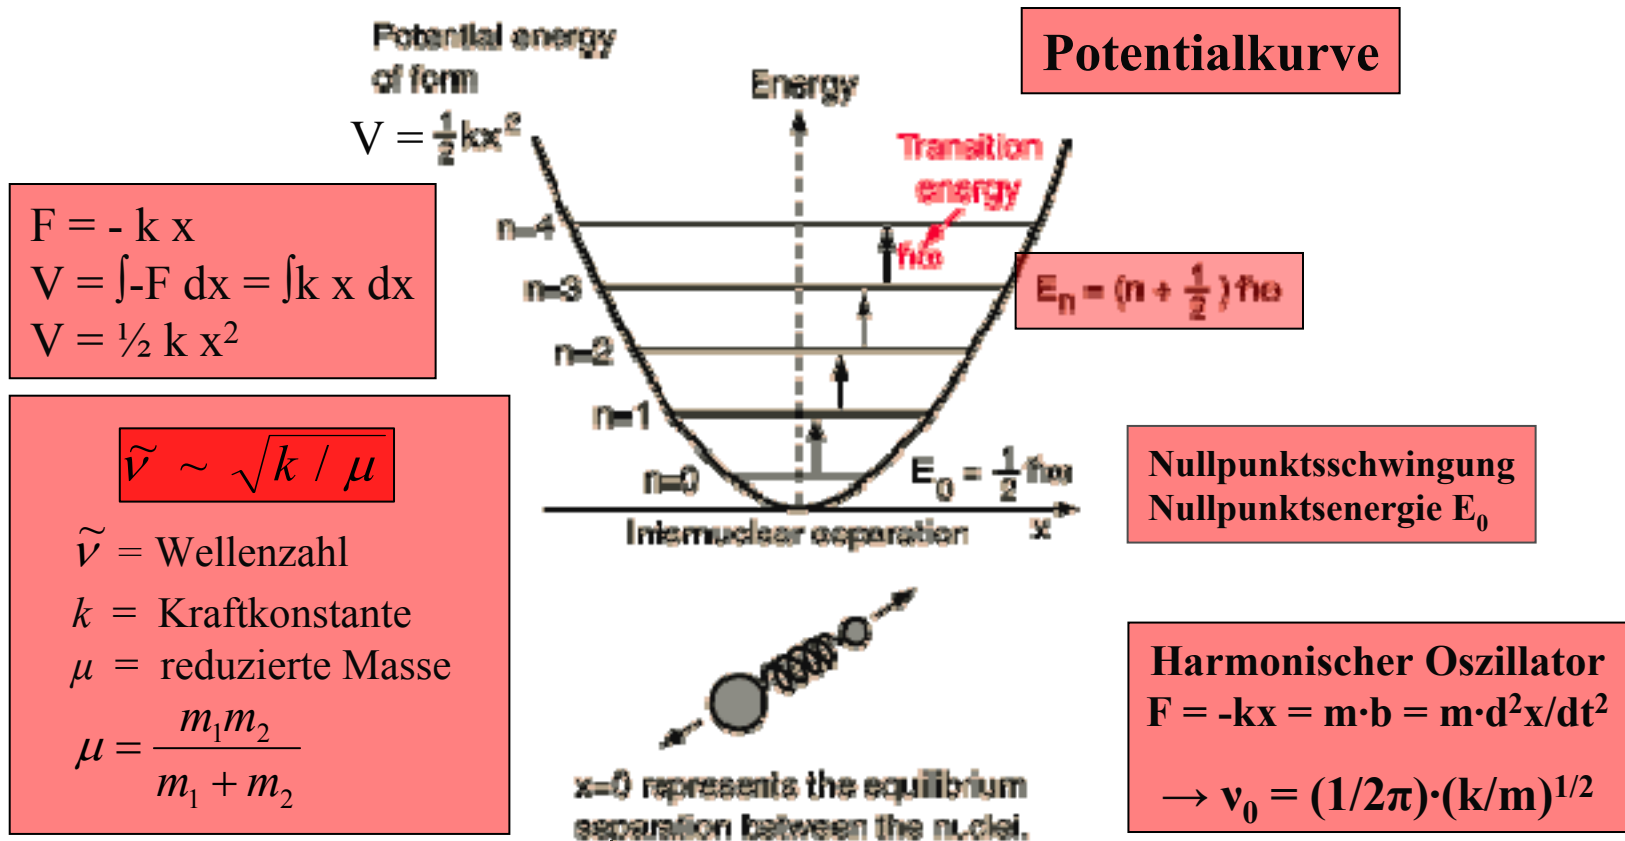 Potentialkurve
Potential energy
of form
V = ½kx²
Energy
Transition
energy
ħω
n=4
n=3
n=2
n=1
n=0
Eₙ = (n + ½) ħω
E₀ = ½ħω
x
Internuclear separation
F = - k x
V = ∫-F dx = ∫k x dx
V = ½ k x²
ṽ ~ √k / μ
ṽ = Wellenzahl
k = Kraftkonstante
μ = reduzierte Masse
μ = m₁m₂ / m₁ + m₂
Nullpunktsschwingung
Nullpunktsenergie E₀
x=0 represents the equilibrium
separation between the nuclei.
Harmonischer Oszillator
F = -kx = m·b = m·d²x/dt²
→ ν₀ = (1/2π)·(k/m)^1/2